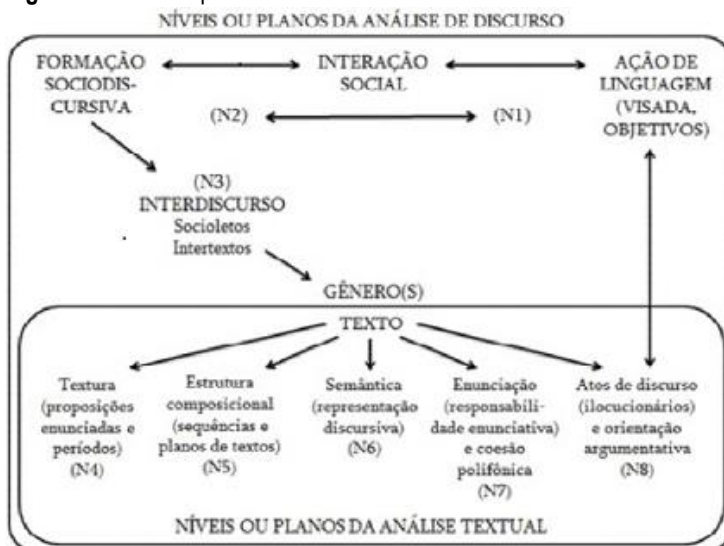 NÍVEIS OU PLANOS DA ANÁLISE DE DISCURSO
FORMAÇÃO
SOCIODIS-
CURSIVA
INTERAÇÃO
SOCIAL
AÇÃO DE
LINGUAGEM
(VISADA,
OBJETIVOS)
(N2)
(N1)
(N3)
INTERDISCURSO
Socioletos
Intertextos
GÊNERO(S)
TEXTO
Textura
(proposições
enunciadas e
períodos)
(N4)
Estrutura
composicional
(sequências e
planos de textos)
(N5)
Semântica
(representação
discursiva)
(N6)
Enunciação
(responsabili-
dade enunciativa)
e coesão
polifônica
(N7)
Atos de discurso
(ilocucionários) e
orientação
argumentativa
(N8)
NÍVEIS OU PLANOS DA ANÁLISE TEXTUAL